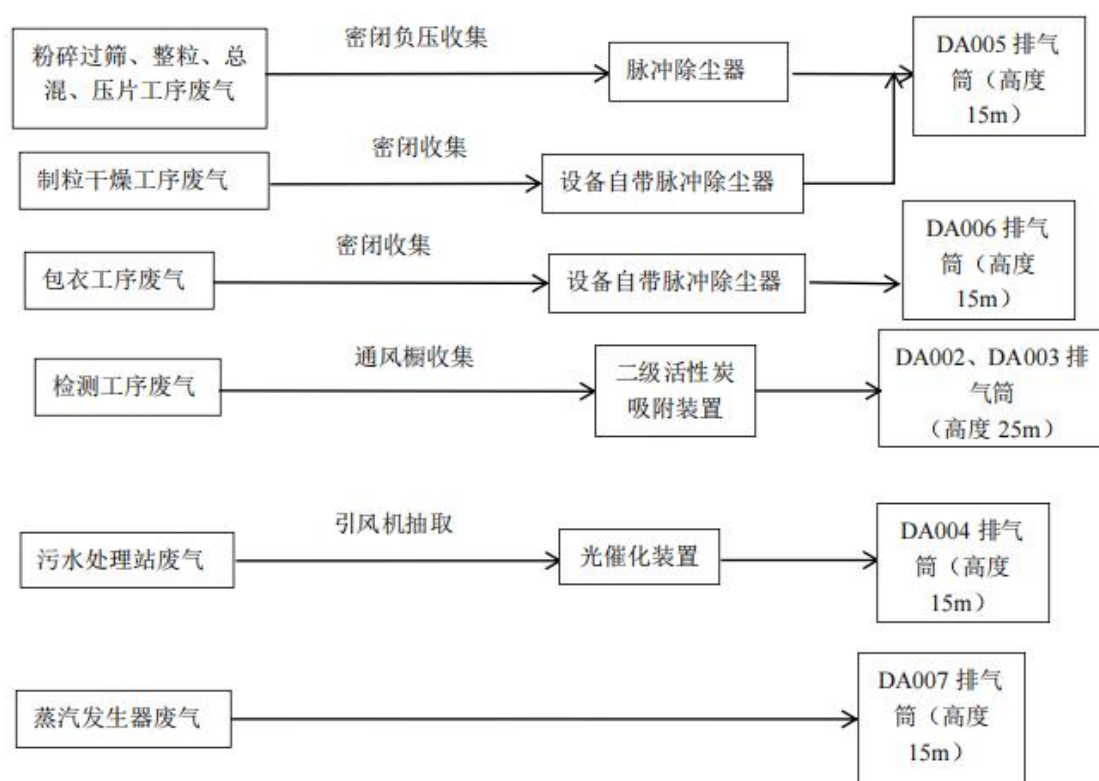 粉碎过筛、整粒、总
混、压片工序废气
密闭负压收集
脉冲除尘器
DA005 排气
筒（高度
15m）
制粒干燥工序废气
密闭收集
设备自带脉冲除尘器
包衣工序废气
密闭收集
设备自带脉冲除尘器
DA006 排气
筒（高度
15m）
检测工序废气
通风橱收集
二级活性炭
吸附装置
DA002、DA003 排
气筒
（高度 25m）
污水处理站废气
引风机抽取
光催化装置
DA004 排气
筒（高度
15m）
蒸汽发生器废气
DA007 排气
筒（高度
15m）